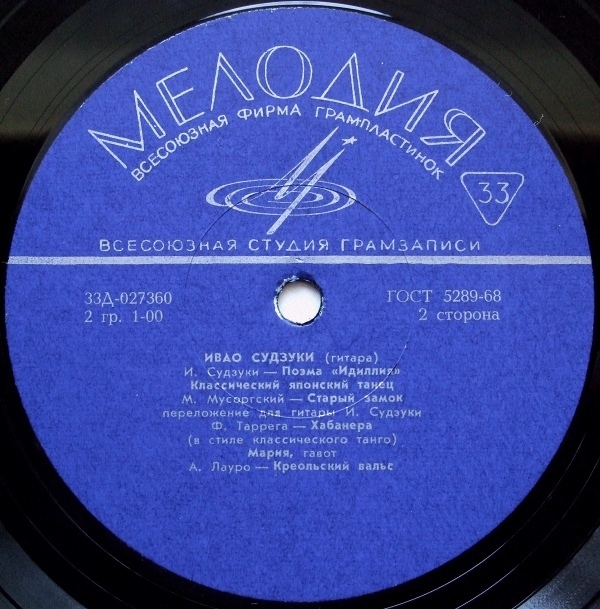 МЕЛОДИЯ
ВСЕСОЮЗНАЯ ФИРМА ГРАМПЛАСТИНОК
33
ВСЕСОЮЗНАЯ СТУДИЯ ГРАМЗАПИСИ
33Д-027360 ГОСТ 5289-68
2 гр. 1-00 2 сторона
ИВАО СУДЗУКИ (гитара)
И. Судзуки — Поэма «Идиллия»
Классический японский танец
М. Мусоргский — Старый замок
переложение для гитары И. Судзуки
Ф. Таррега — Хабанера
(в стиле классического танго)
Мария, гавот
А. Лауро — Креольский вальс